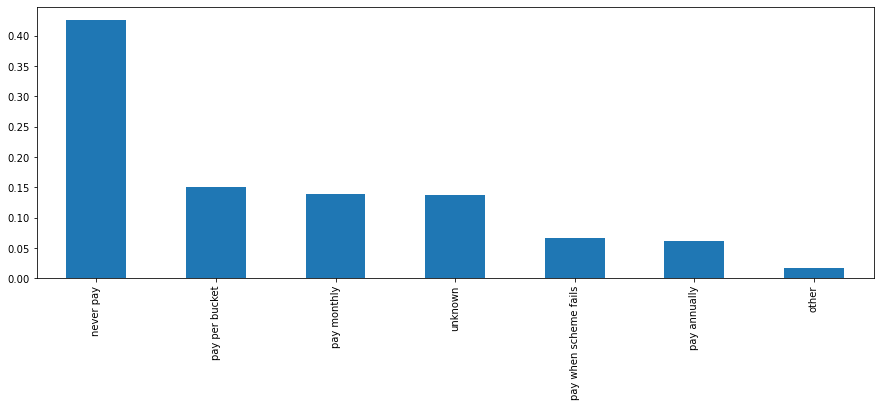 0.40
0.35
0.30
0.25
0.20
0.15
0.10
0.05
0.00
never pay
pay per bucket
pay monthly
unknown
pay when scheme fails
pay annually
other